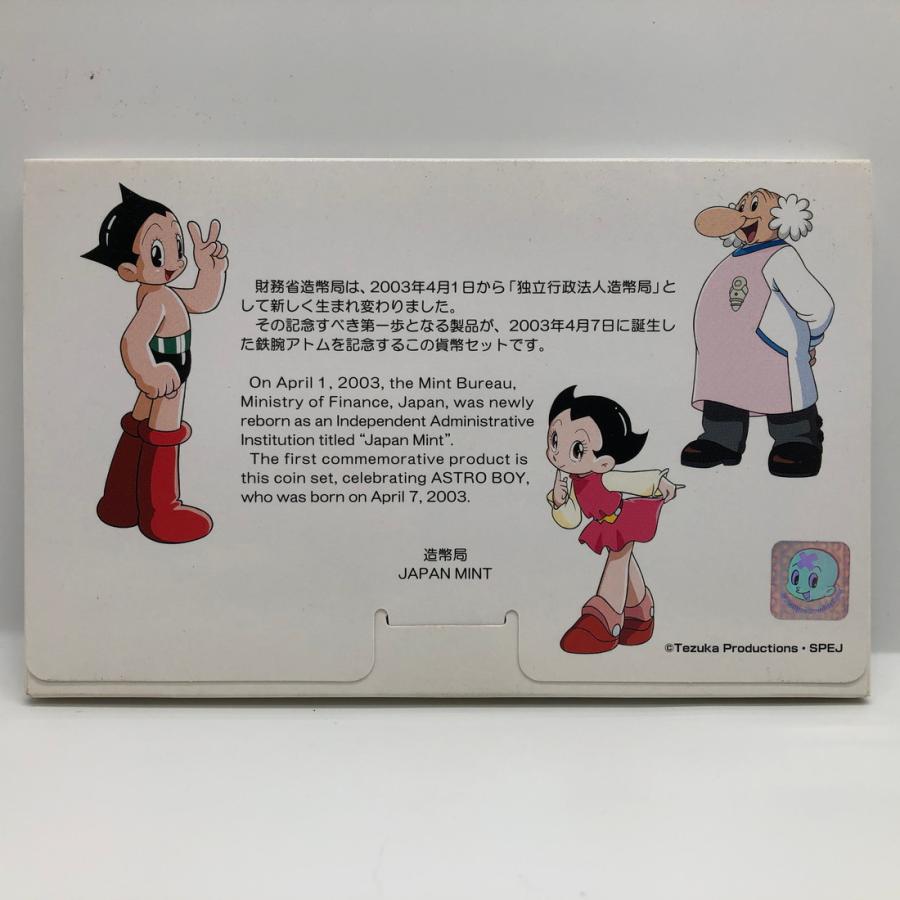 財務省造幣局は、2003年4月1日から「独立行政法人造幣局」と
して新しく生まれ変わりました。
その記念すべき第一歩となる製品が、2003年4月7日に誕生し
た鉄腕アトムを記念するこの貨幣セットです。
On April 1, 2003, the Mint Bureau,
Ministry of Finance, Japan, was newly
reborn as an Independent Administrative
Institution titled “Japan Mint”.
The first commemorative product is
this coin set, celebrating ASTRO BOY,
who was born on April 7, 2003.
造幣局
JAPAN MINT
©Tezuka Productions・SPEJ